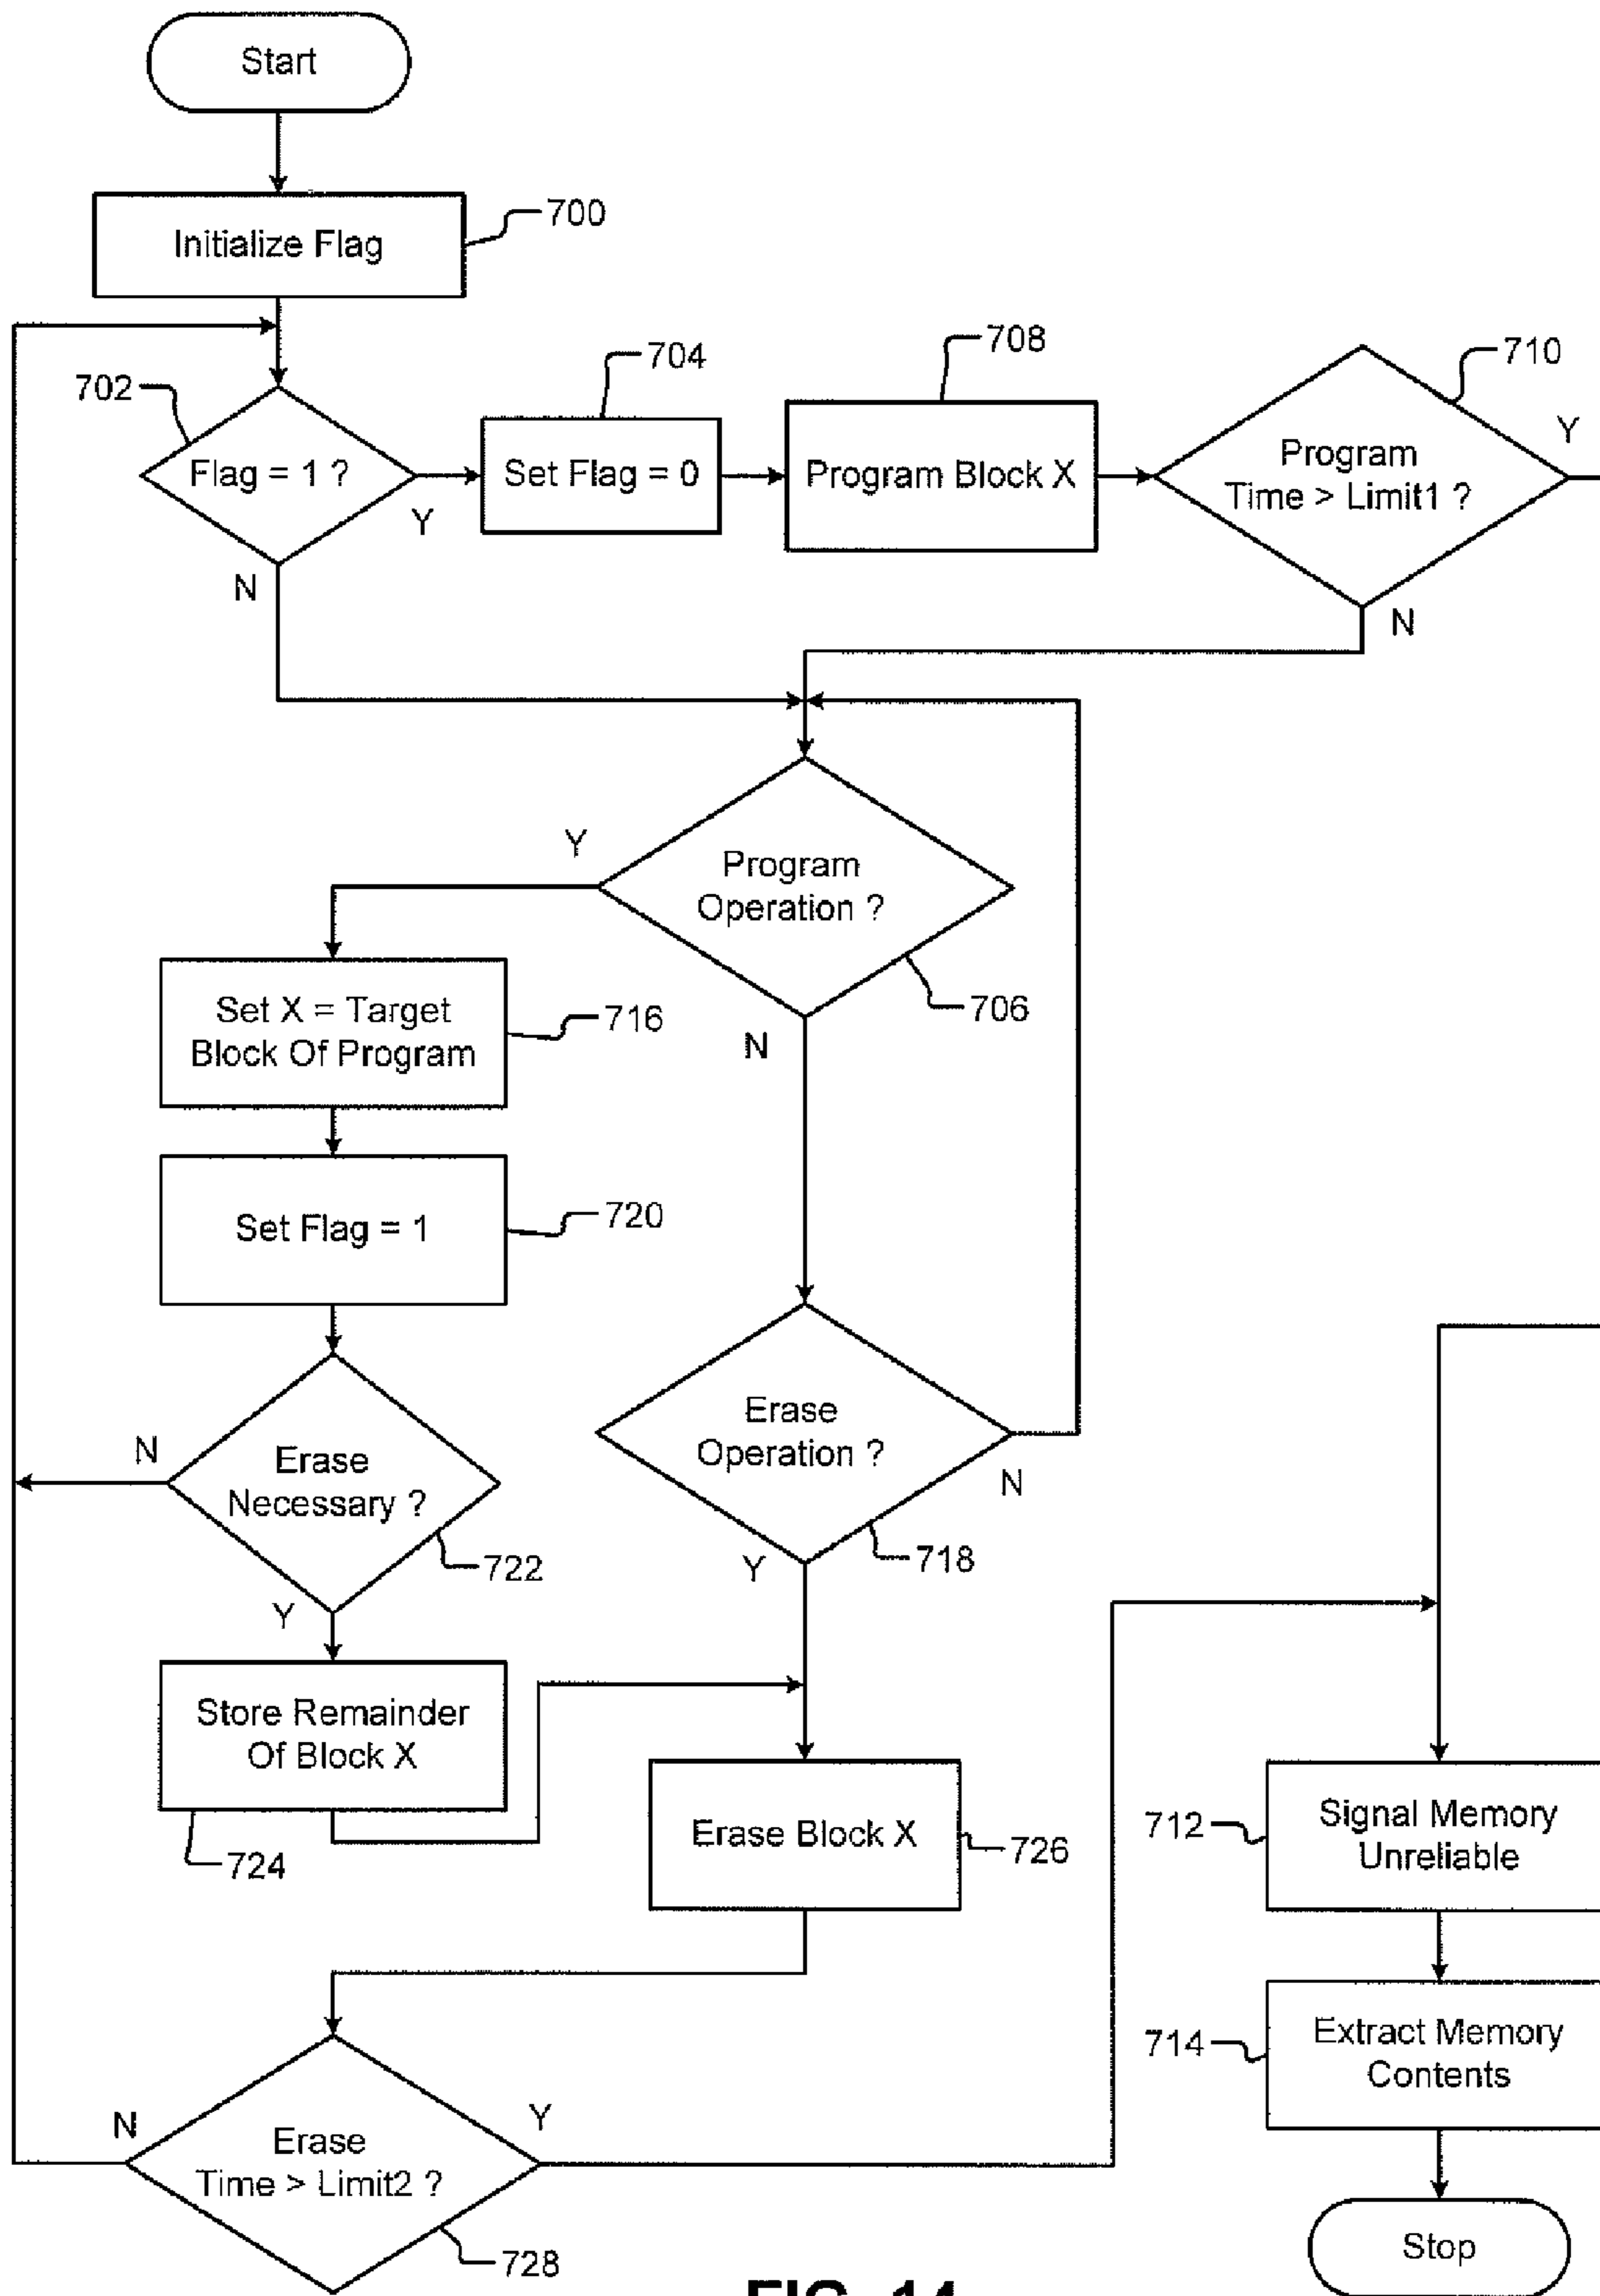 Start
Initialize Flag
700
702
Flag = 1 ?
Y
N
704
Set Flag = 0
708
Program Block X
710
Program
Time > Limit1 ?
Y
N
Program
Operation ?
Y
N
706
Set X = Target
Block Of Program
716
Set Flag = 1
720
Erase
Necessary ?
N
Y
722
Erase
Operation ?
N
Y
718
Store Remainder
Of Block X
724
Erase Block X
726
Erase
Time > Limit2 ?
N
Y
728
712
Signal Memory
Unreliable
714
Extract Memory
Contents
Stop
FIG. 14